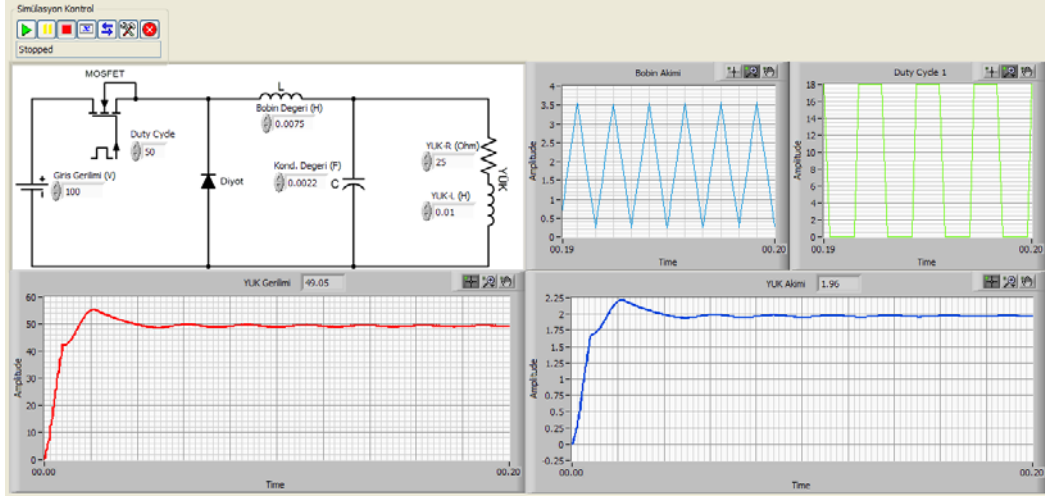 Simülasyon Kontrol
Stopped
MOSFET
L
Bobin Degeri (H)
0.0075
Duty Cycle
50
Giris Gerilimi (V)
100
Diyot
Kond. Degeri (F)
0.0022
C
YUK-R (Ohm)
25
YUK
YUK-L (H)
0.01
Bobin Akimi
Amplitude
4
3.5
3
2.5
2
1.5
1
0.5
0
00.19
00.20
Time
Duty Cycle 1
Amplitude
18
16
14
12
10
8
6
4
2
0
00.19
00.20
Time
YUK Gerilimi
49.05
Amplitude
60
50
40
30
20
10
0
00.00
00.20
Time
YUK Akimi
1.96
Amplitude
2.25
2
1.75
1.5
1.25
1
0.75
0.5
0.25
0
-0.25
00.00
00.20
Time